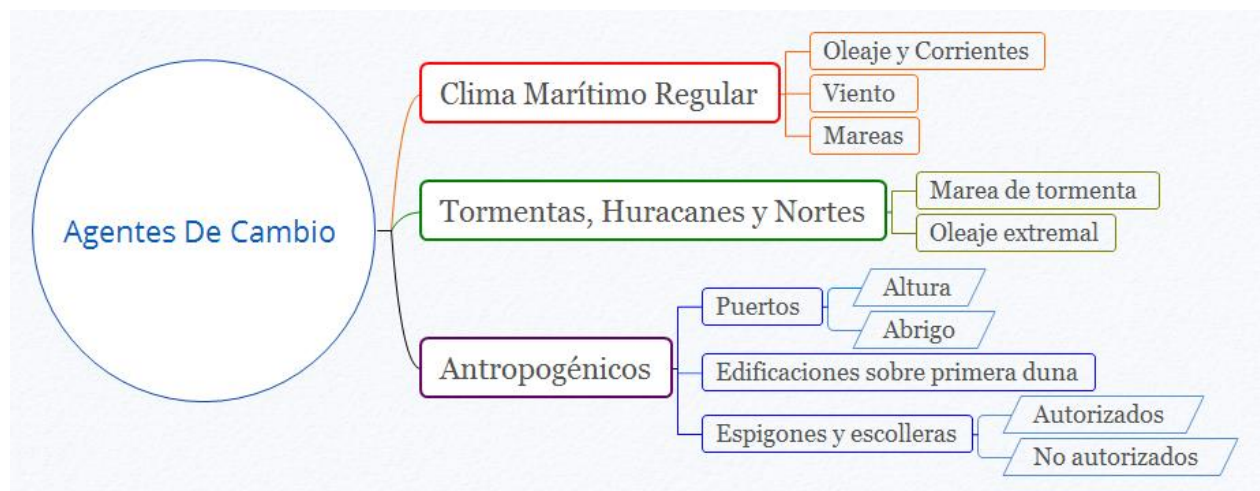 Agentes De Cambio
Clima Marítimo Regular
Oleaje y Corrientes
Viento
Mareas
Tormentas, Huracanes y Nortes
Marea de tormenta
Oleaje extremal
Antropogénicos
Puertos
Altura
Abrigo
Edificaciones sobre primera duna
Espigones y escolleras
Autorizados
No autorizados